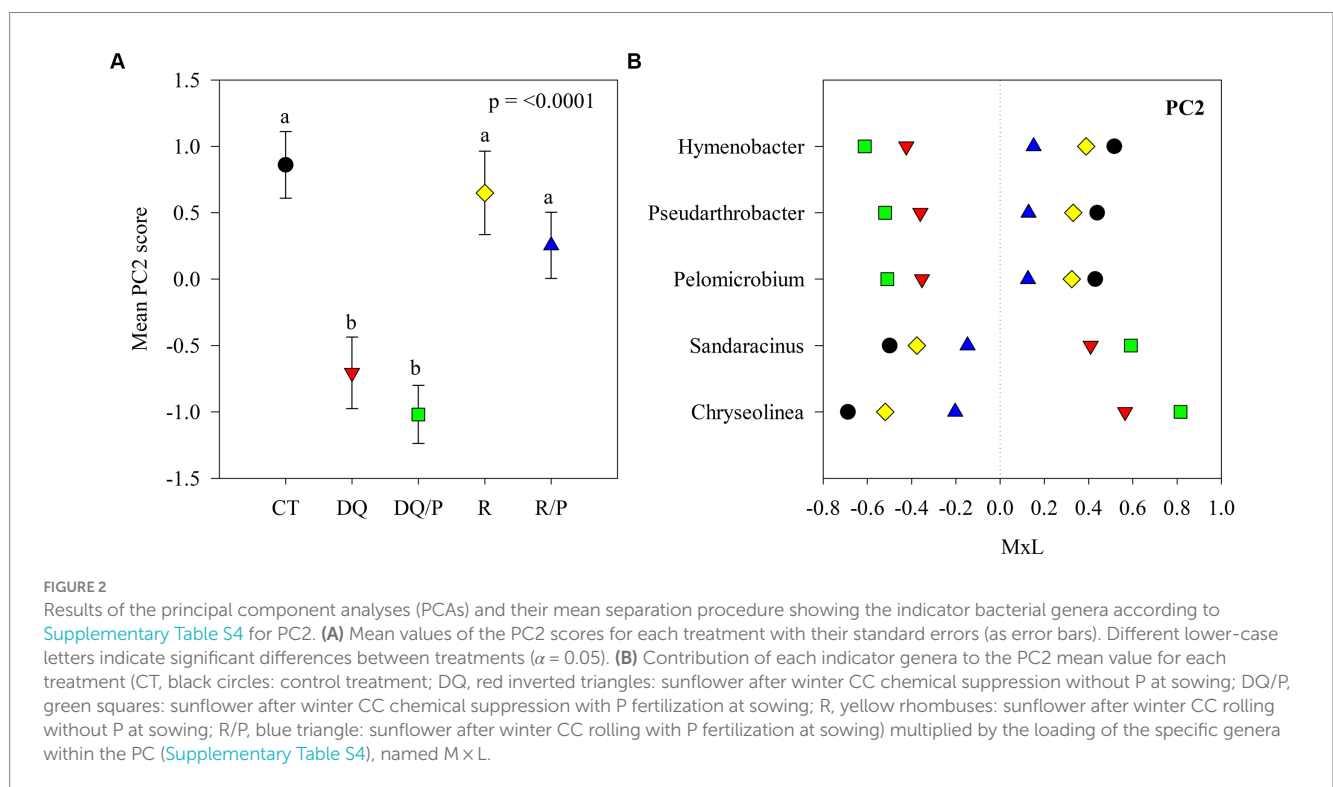 A
B
1.5
1.0
0.5
0.0
-0.5
-1.0
-1.5
Mean PC2 score
p = <0.0001
a
b
b
a
a
CT DQ DQ/P R R/P
PC2
Hymenobacter
Pseudarthrobacter
Pelomicrobium
Sandaracinus
Chryseolinea
-0.8 -0.6 -0.4 -0.2 0.0 0.2 0.4 0.6 0.8 1.0
MxL
FIGURE 2
Results of the principal component analyses (PCAs) and their mean separation procedure showing the indicator bacterial genera according to
Supplementary Table S4 for PC2. (A) Mean values of the PC2 scores for each treatment with their standard errors (as error bars). Different lower-case
letters indicate significant differences between treatments (α = 0.05). (B) Contribution of each indicator genera to the PC2 mean value for each
treatment (CT, black circles: control treatment; DQ, red inverted triangles: sunflower after winter CC chemical suppression without P at sowing; DQ/P,
green squares: sunflower after winter CC chemical suppression with P fertilization at sowing; R, yellow rhombuses: sunflower after winter CC rolling
without P at sowing; R/P, blue triangle: sunflower after winter CC rolling with P fertilization at sowing) multiplied by the loading of the specific genera
within the PC (Supplementary Table S4), named M × L.